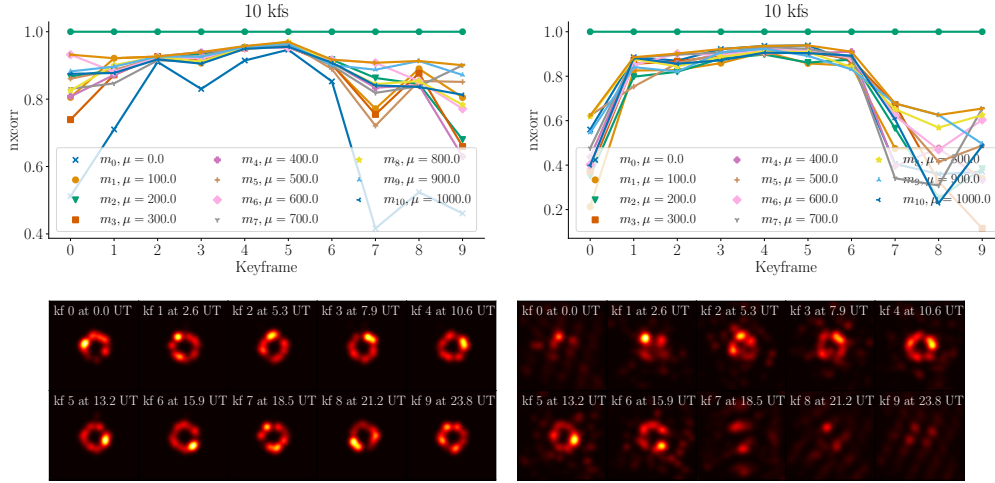 10 kfs
nxcorr
1.0
0.8
0.6
0.4
m0, μ = 0.0
m1, μ = 100.0
m2, μ = 200.0
m3, μ = 300.0
m4, μ = 400.0
m5, μ = 500.0
m6, μ = 600.0
m7, μ = 700.0
m8, μ = 800.0
m9, μ = 900.0
m10, μ = 1000.0
0 1 2 3 4 5 6 7 8 9
Keyframe
10 kfs
nxcorr
1.0
0.8
0.6
0.4
0.2
m0, μ = 0.0
m1, μ = 100.0
m2, μ = 200.0
m3, μ = 300.0
m4, μ = 400.0
m5, μ = 500.0
m6, μ = 600.0
m7, μ = 700.0
m8, μ = 800.0
m9, μ = 900.0
m10, μ = 1000.0
0 1 2 3 4 5 6 7 8 9
Keyframe
kf 0 at 0.0 UT kf 1 at 2.6 UT kf 2 at 5.3 UT kf 3 at 7.9 UT kf 4 at 10.6 UT
kf 5 at 13.2 UT kf 6 at 15.9 UT kf 7 at 18.5 UT kf 8 at 21.2 UT kf 9 at 23.8 UT
kf 0 at 0.0 UT kf 1 at 2.6 UT kf 2 at 5.3 UT kf 3 at 7.9 UT kf 4 at 10.6 UT
kf 5 at 13.2 UT kf 6 at 15.9 UT kf 7 at 18.5 UT kf 8 at 21.2 UT kf 9 at 23.8 UT